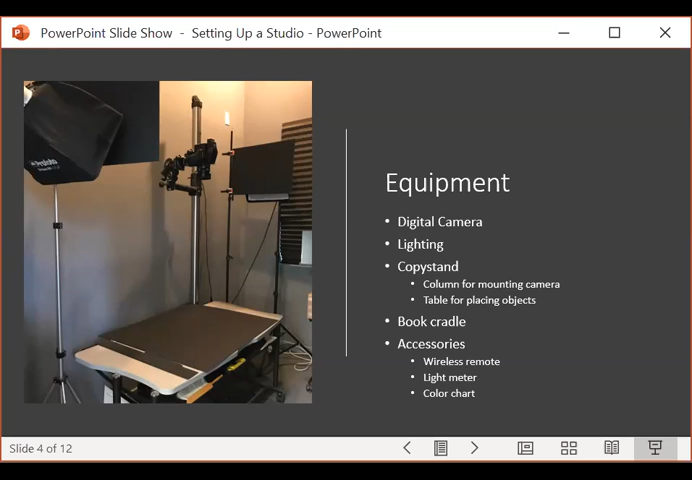 PowerPoint Slide Show - Setting Up a Studio - PowerPoint
Equipment
• Digital Camera
• Lighting
• Copystand
• Column for mounting camera
• Table for placing objects
• Book cradle
• Accessories
• Wireless remote
• Light meter
• Color chart
Slide 4 of 12